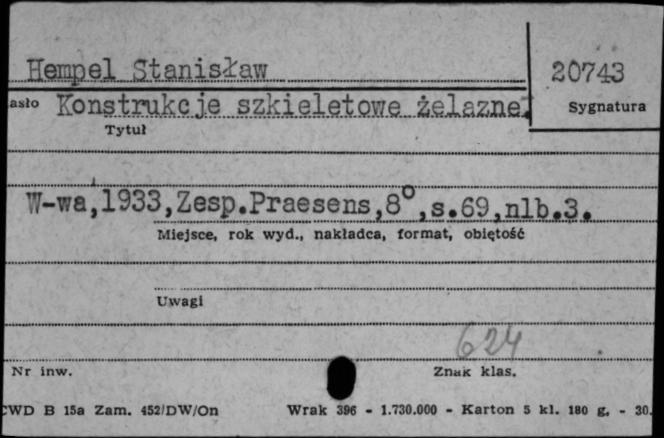 Hempel Stanisław
20743
asło Konstrukcje szkieletowe żelazne.
Sygnatura
Tytuł
W-wa,1933,Zesp.Praesens,8°,s.69,nlb.3.
Miejsce, rok wyd., nakładca, format, objętość
Uwagi
624
Nr inw.
Znak klas.
CWD B 15a Zam. 452/DW/On Wrak 396 - 1.730.000 - Karton 5 kl. 180 g. - 30.